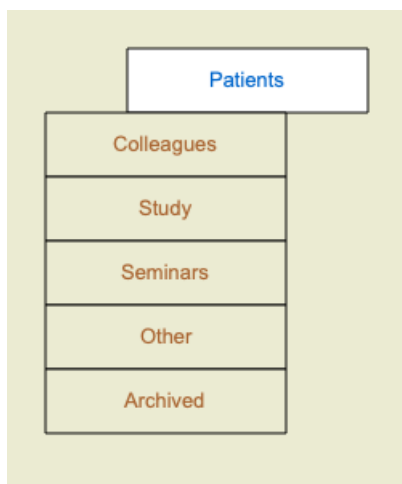 Patients
Colleagues
Study
Seminars
Other
Archived